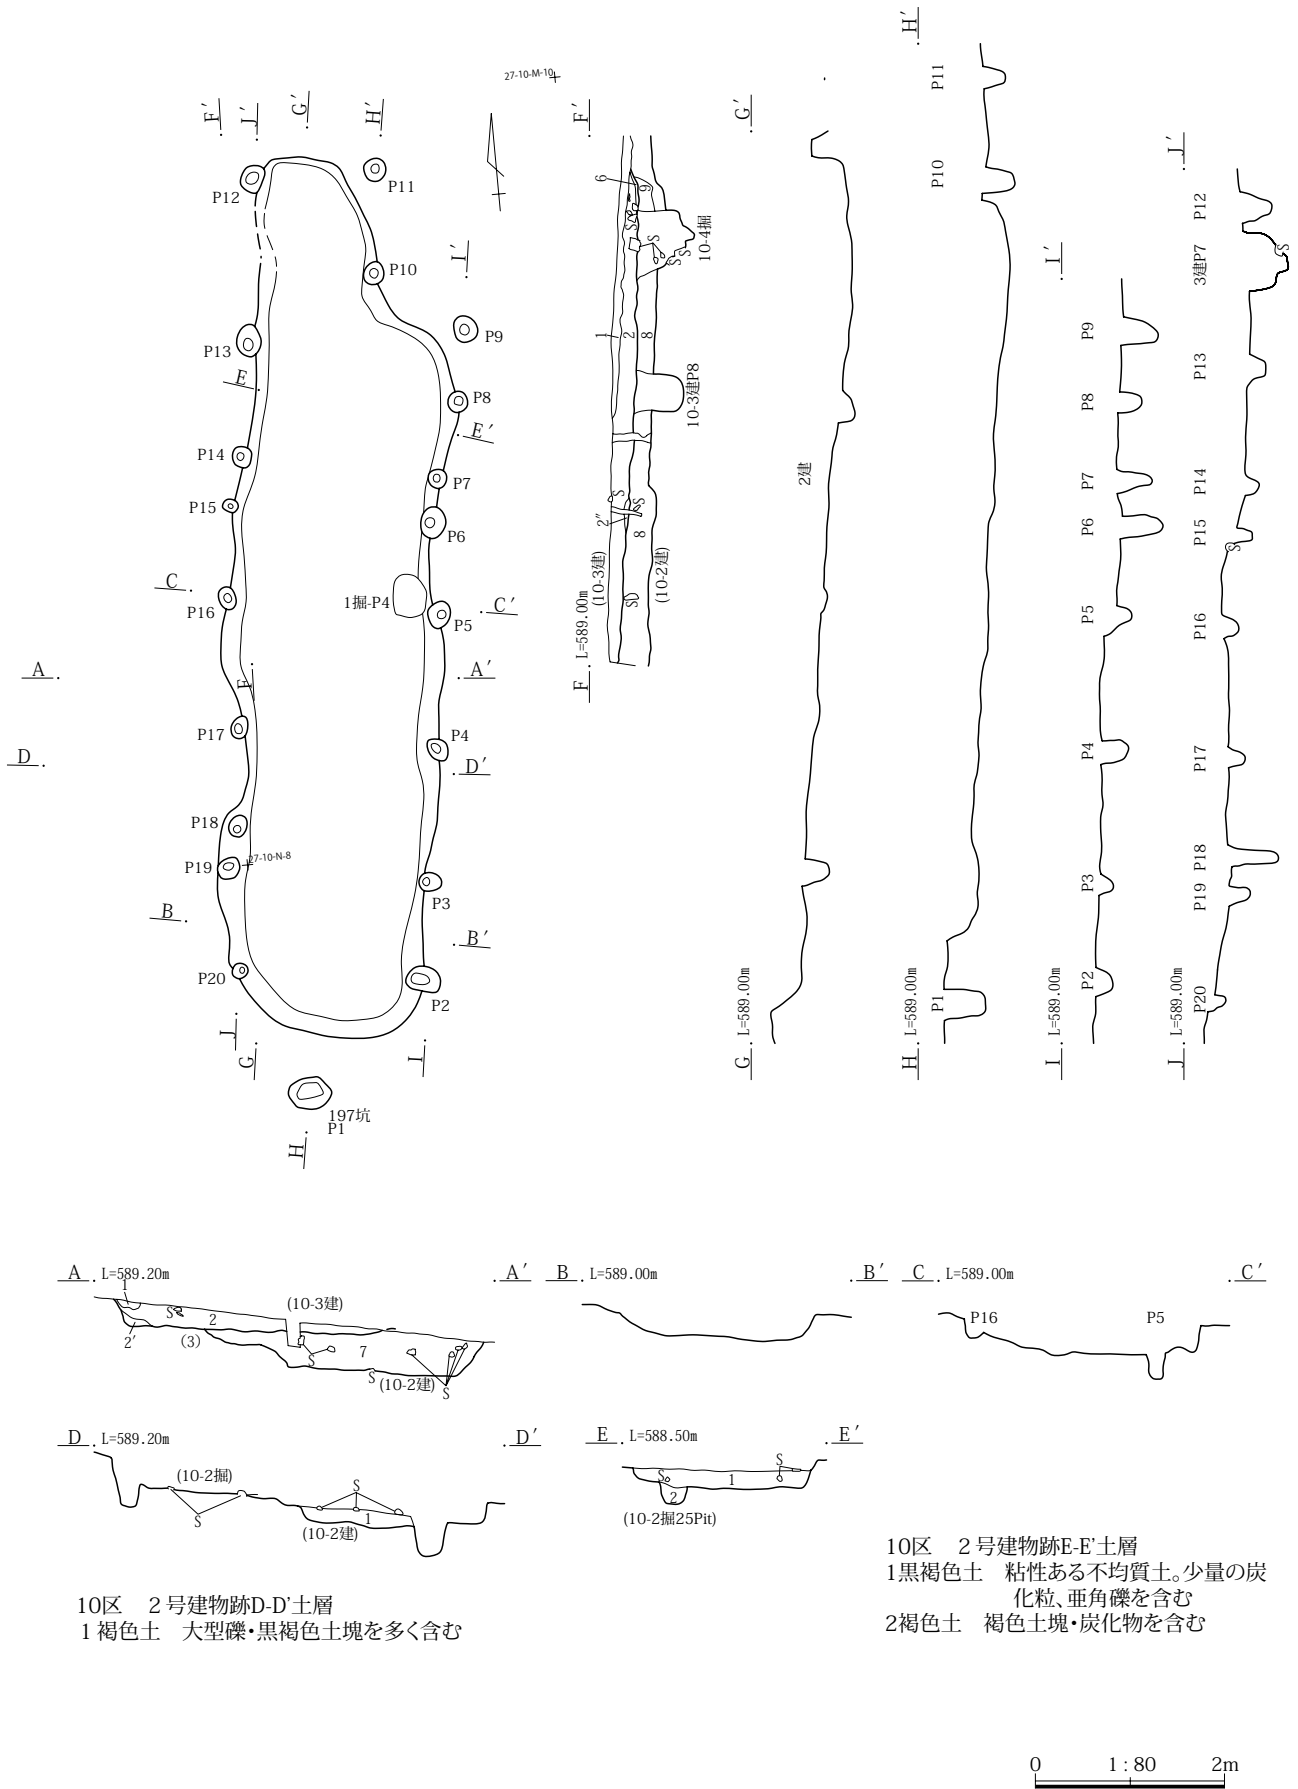 H′
27-10-M-10
F′
J′
G′
H′
F′
G′
P11
P12
P11
P10
J′
P12
6
9
S
S
S
S
10-4掘
3建P7
S
I′
P10
I′
P9
P13
E
P9
1
2
8
P13
P8
10-3建P8
P8
E′
P14
P7
P15
P6
2建
P7
P14
P6
P15
S
S
S
2″
8
(10-3建)
(10-2建)
S
C
P16
1掘-P4
P5
C′
P5
P16
F
L=589.00m
A
F
A′
P17
P4
D
D′
P4
P17
P18
P19
27-10-N-8
P3
P3
P18
P19
B
B′
P20
P2
P2
P20
J
G
I
G
L=589.00m
H
L=589.00m
P1
I
L=589.00m
J
L=589.00m
197坑
P1
H
A
L=589.20m
A′
B
L=589.00m
B′
C
L=589.00m
C′
1
S
2
(10-3建)
2′
(3)
S
7
S
(10-2建)
S
P16
P5
D
L=589.20m
D′
E
L=588.50m
E′
(10-2掘)
S
S
1
(10-2建)
S
S
1
2
(10-2掘25Pit)
10区　２号建物跡D-D'土層
1 褐色土　大型礫・黒褐色土塊を多く含む
10区　２号建物跡E-E'土層
1黒褐色土　粘性ある不均質土。少量の炭
化粒、亜角礫を含む
2褐色土　褐色土塊・炭化物を含む
0
1 : 80
2m